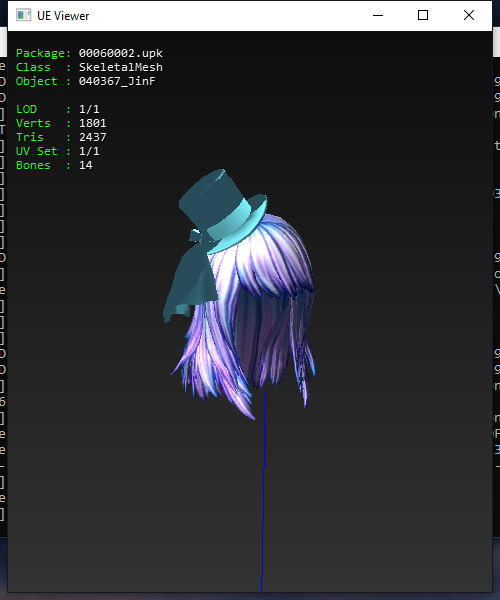 UE Viewer
Package: 00060002.upk
Class : SkeletalMesh
Object : 040367_JinF
LOD : 1/1
Verts : 1801
Tris : 2437
UV Set : 1/1
Bones : 14